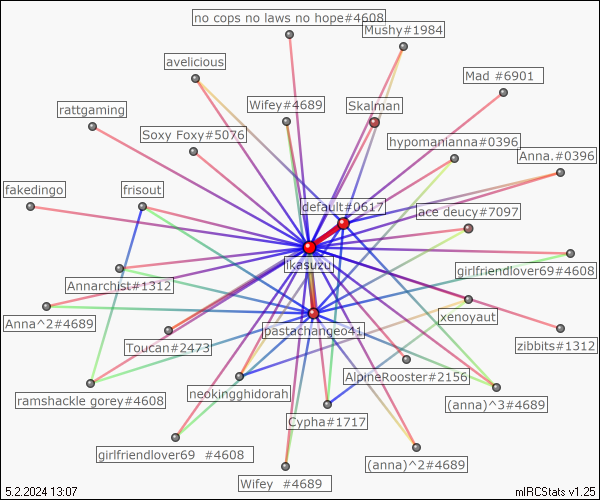 no cops no laws no hope#4608
Mushy#1984
avelicious
Mad #6901
Wifey#4689
Skalman
rattgaming
Soxy Foxy#5076
hypomanianna#0396
Anna.#0396
fakedingo
frisout
default#0617
ace deucy#7097
ikasuzu
girlfriendlover69#4608
Annarchist#1312
Anna^2#4689
pastachangeo41
xenoyaut
Toucan#2473
zibbits#1312
AlpineRooster#2156
ramshackle gorey#4608
neokingghidorah
(anna)^3#4689
Cypha#1717
girlfriendlover69 #4608
(anna)^2#4689
Wifey #4689
5.2.2024 13:07
mIRCStats v1.25